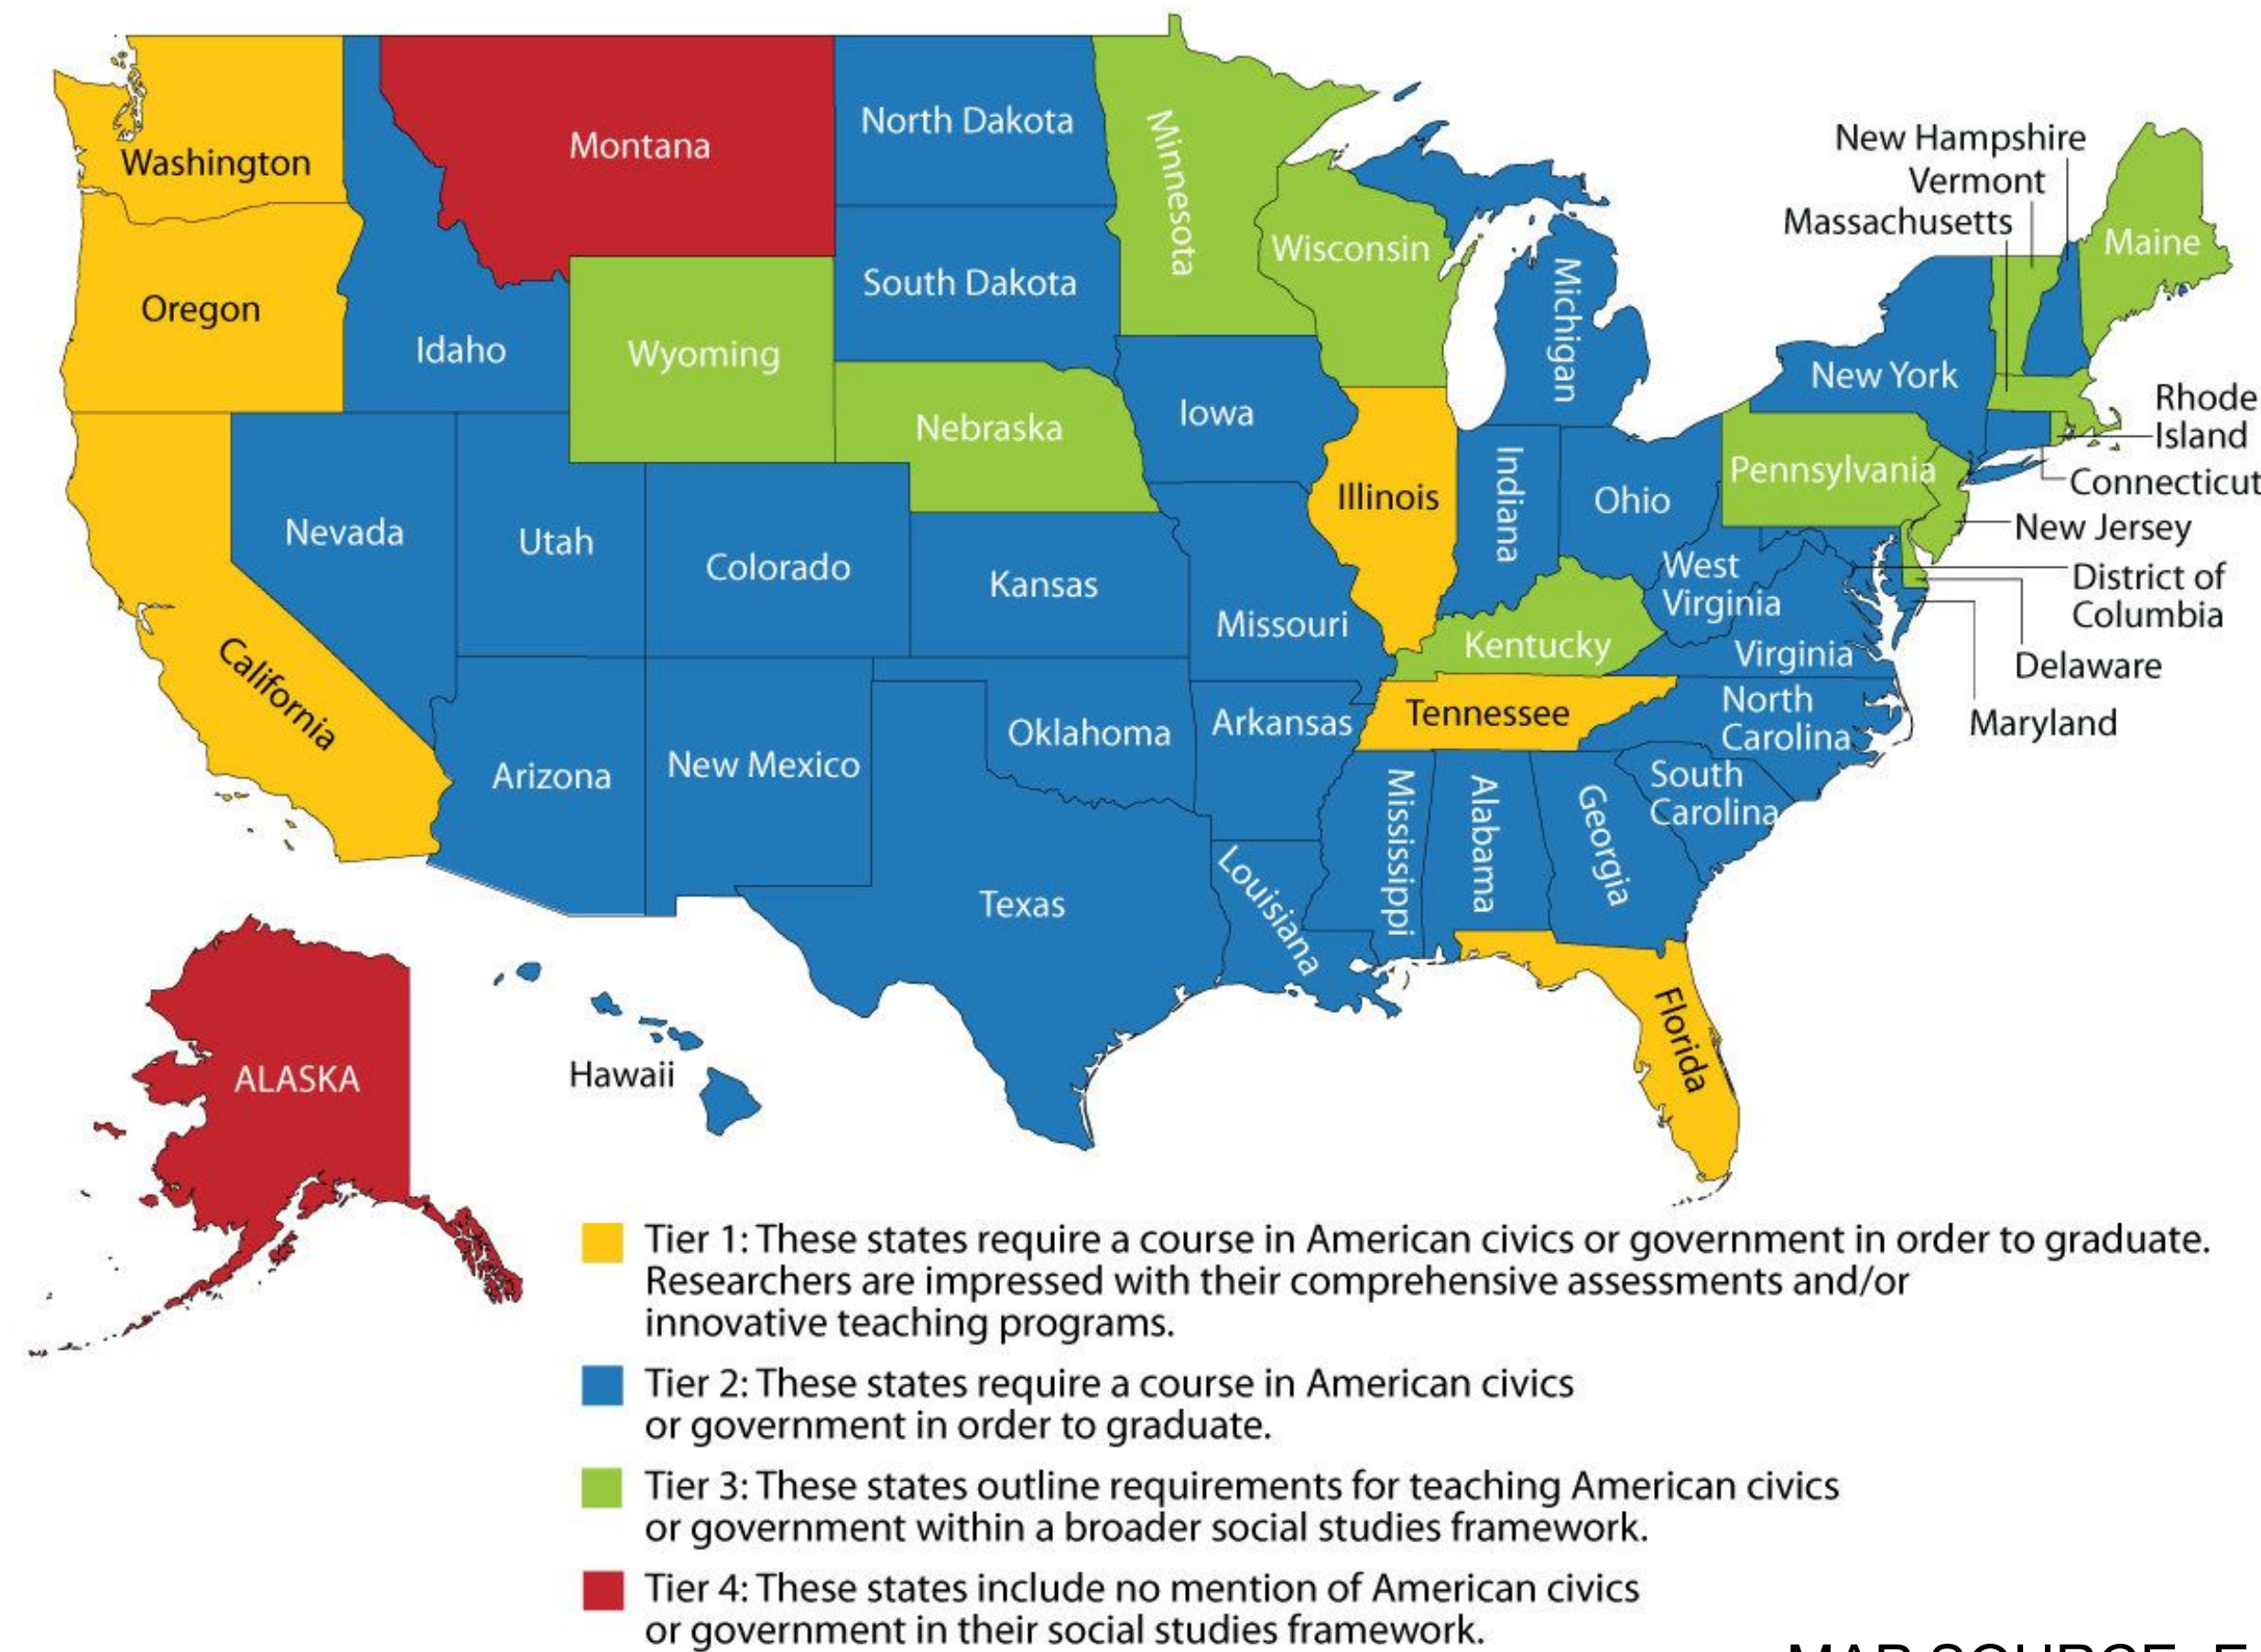 Washington
Montana
North Dakota
Minnesota
New Hampshire
Vermont
Massachusetts
Maine
Wisconsin
Michigan
South Dakota
Oregon
Idaho
Wyoming
New York
Rhode
Island
Iowa
Nebraska
Pennsylvania
Connecticut
Illinois
Indiana
Ohio
New Jersey
Nevada
Utah
Colorado
Kansas
West
Virginia
District of
Columbia
Missouri
Kentucky
Virginia
Delaware
California
Tennessee
North
Carolina
Maryland
Oklahoma
Arkansas
Arizona
New Mexico
South
Carolina
Mississippi
Alabama
Georgia
Texas
Louisiana
Florida
ALASKA
Hawaii
Tier 1: These states require a course in American civics or government in order to graduate.
Researchers are impressed with their comprehensive assessments and/or
innovative teaching programs.
Tier 2: These states require a course in American civics
or government in order to graduate.
Tier 3: These states outline requirements for teaching American civics
or government within a broader social studies framework.
Tier 4: These states include no mention of American civics
or government in their social studies framework.
MAP SOURCE